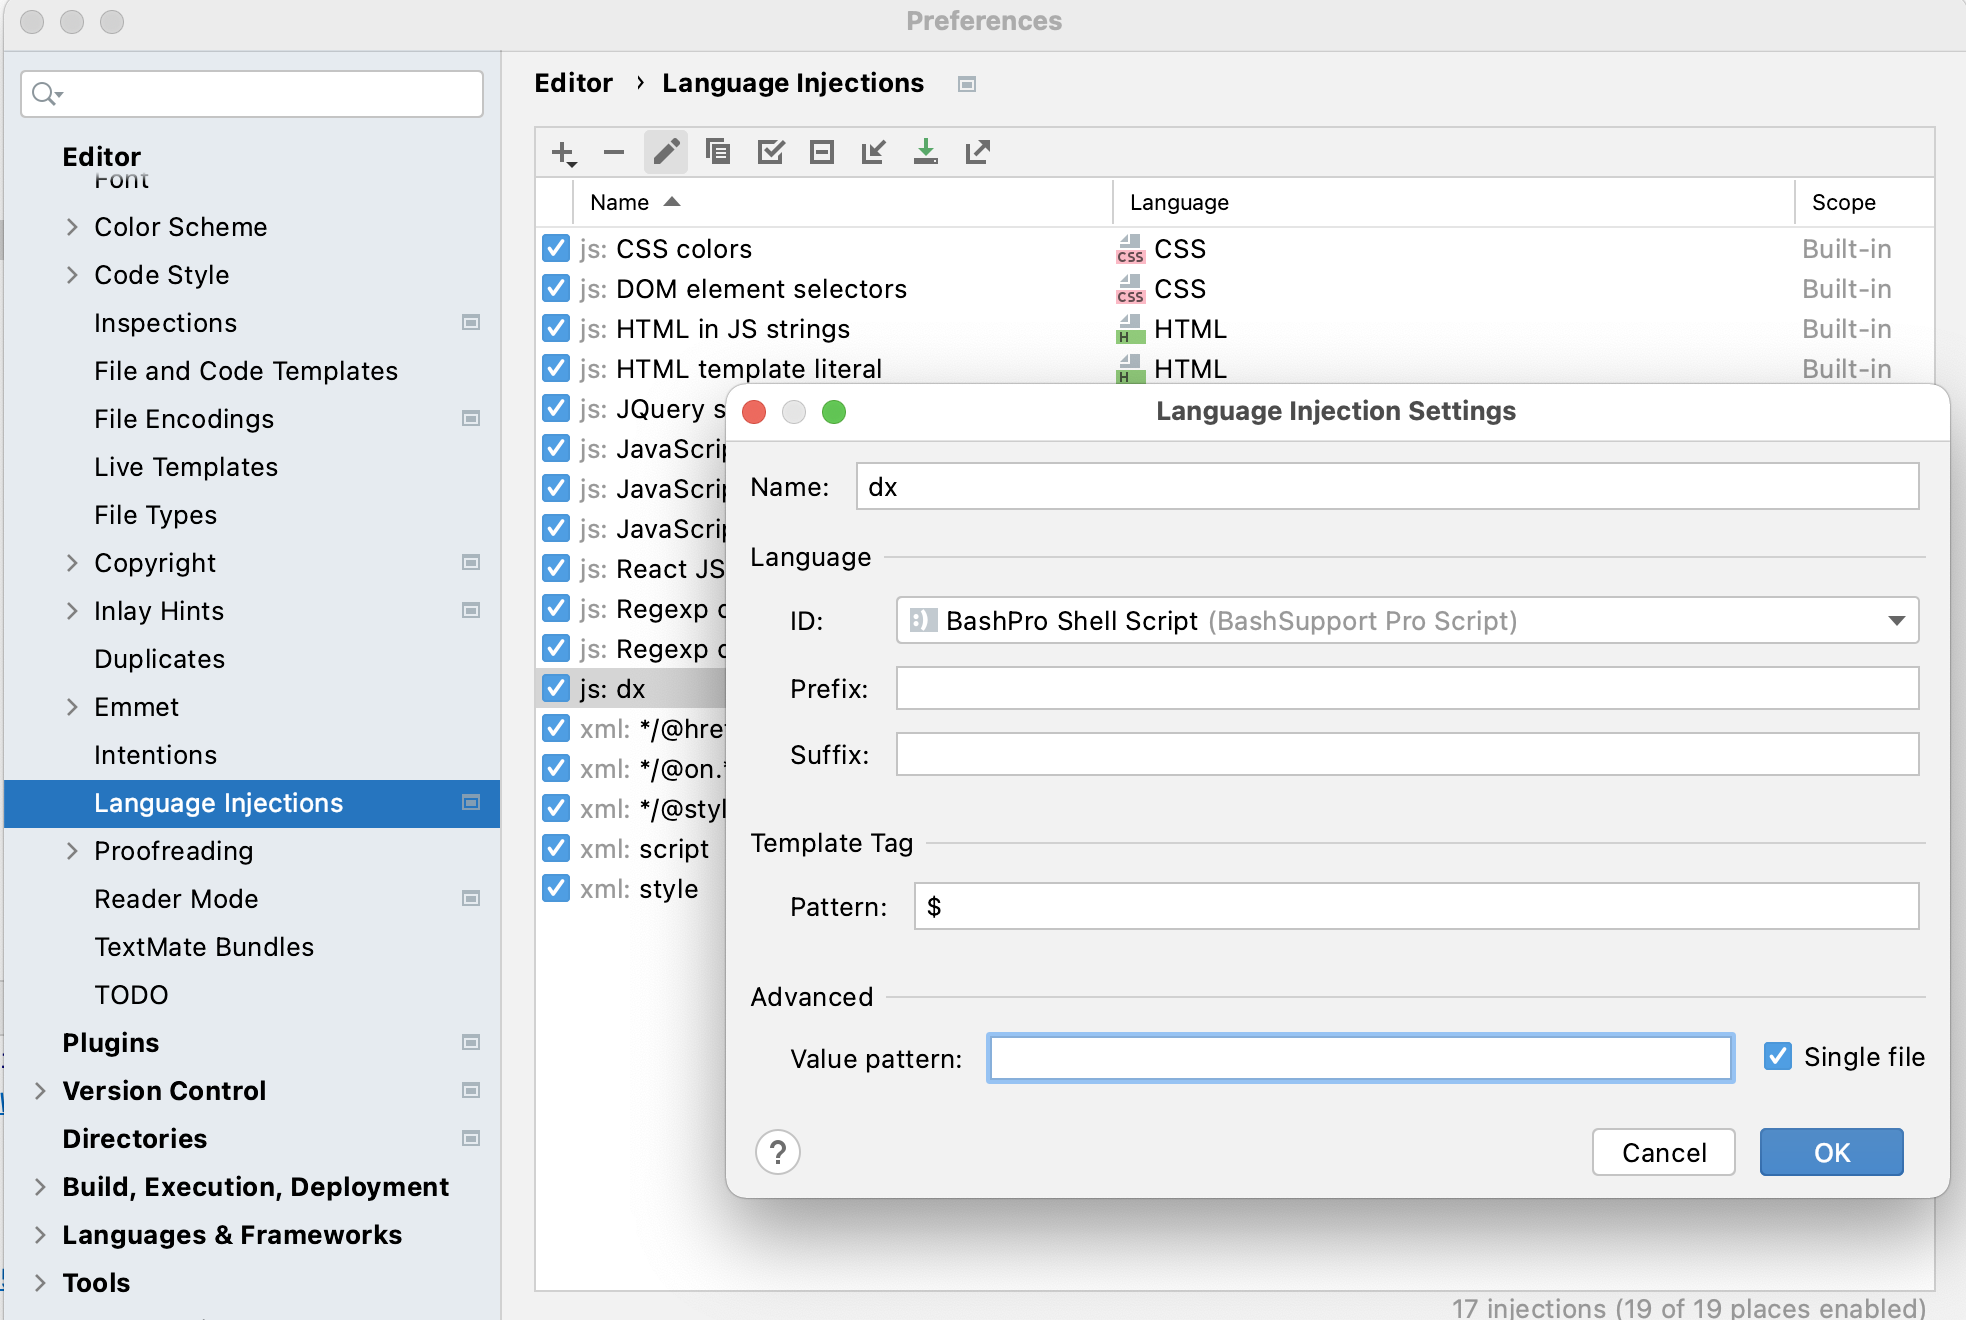 Preferences
Editor
Font
Color Scheme
Code Style
Inspections
File and Code Templates
File Encodings
Live Templates
File Types
Copyright
Inlay Hints
Duplicates
Emmet
Intentions
Language Injections
Proofreading
Reader Mode
TextMate Bundles
TODO
Plugins
Version Control
Directories
Build, Execution, Deployment
Languages & Frameworks
Tools
Editor › Language Injections
Name Language Scope
js: CSS colors CSS CSS Built-in
js: DOM element selectors CSS CSS Built-in
js: HTML in JS strings H HTML Built-in
js: HTML template literal H HTML Built-in
js: JQuery s
js: JavaScrip
js: JavaScrip
js: JavaScrip
js: React JS
js: Regexp
js: Regexp
js: dx
xml: */@href
xml: */@on.*
xml: */@styl
xml: script
xml: style
17 injections (19 of 19 places enabled)
Language Injection Settings
Name: dx
Language
ID: :) BashPro Shell Script (BashSupport Pro Script)
Prefix:
Suffix:
Template Tag
Pattern: $
Advanced
Value pattern: Single file
? Cancel OK